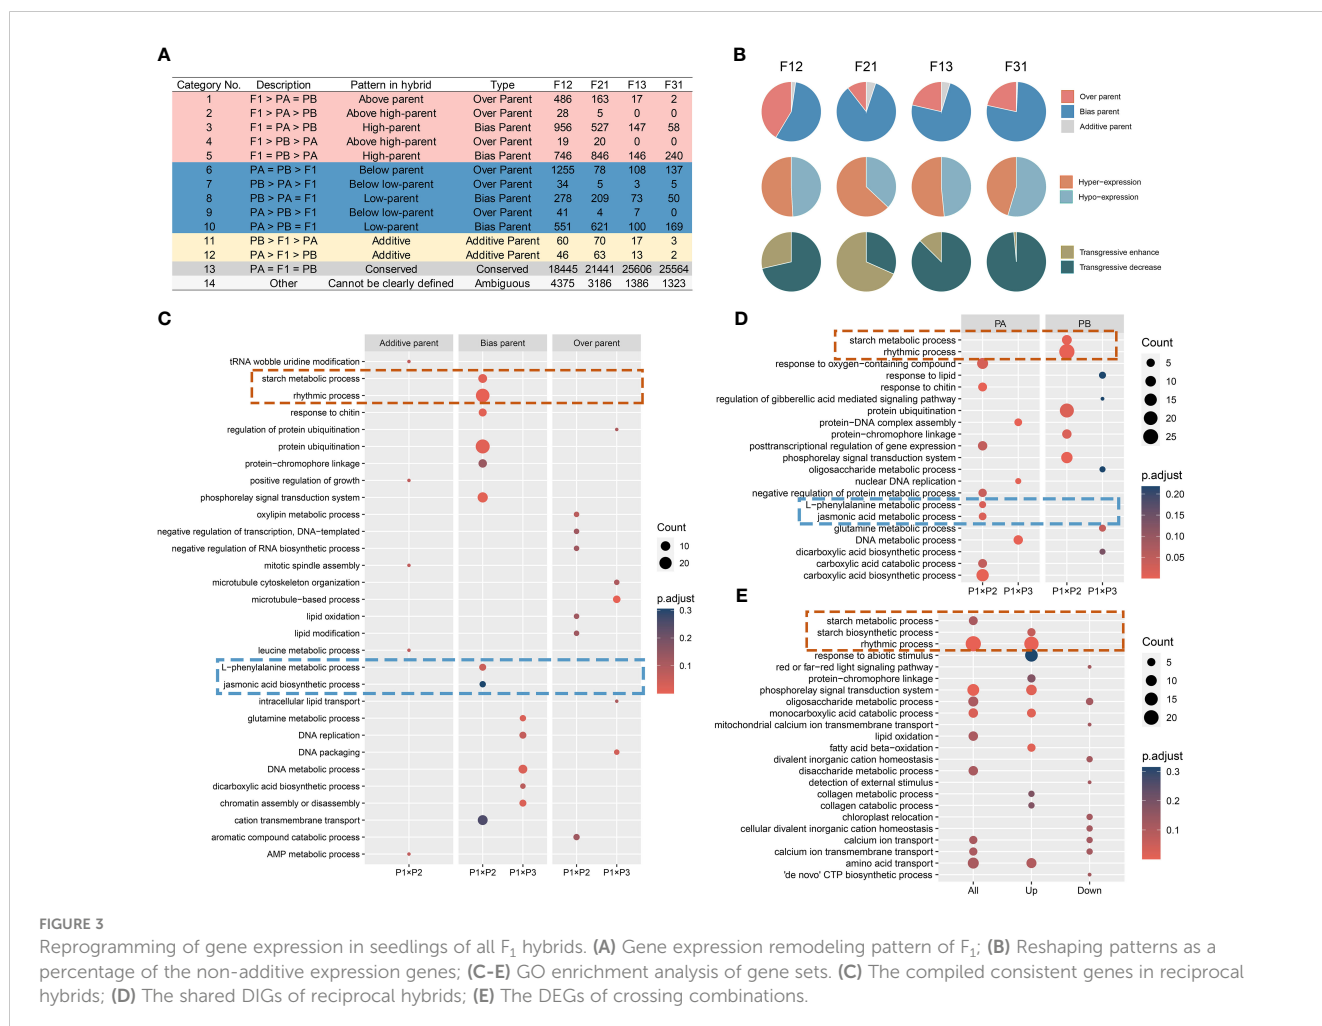 A
Category No. Description Pattern in hybrid Type F12 F21 F13 F31
1 F1 > PA = PB Above parent Over Parent 486 163 17 2
2 F1 > PA > PB Above high-parent Over Parent 28 5 0 0
3 F1 = PA > PB High-parent Bias Parent 956 527 147 58
4 F1 > PB > PA Above high-parent Over Parent 19 20 0 0
5 F1 = PB > PA High-parent Bias Parent 746 846 146 240
6 PA = PB > F1 Below parent Over Parent 1255 78 108 137
7 PB > PA > F1 Below low-parent Over Parent 34 5 3 5
8 PB > PA = F1 Low-parent Bias Parent 278 209 73 50
9 PA > PB > F1 Below low-parent Over Parent 41 4 7 0
10 PA > PB = F1 Low-parent Bias Parent 551 621 100 169
11 PB > F1 > PA Additive Additive Parent 60 70 17 3
12 PA > F1 > PB Additive Additive Parent 46 63 13 2
13 PA = F1 = PB Conserved Conserved 18445 21441 25606 25564
14 Other Cannot be clearly defined Ambiguous 4375 3186 1386 1323
B
F12 F21 F13 F31
Over parent
Bias parent
Additive parent
Hyper−expression
Hypo−expression
Transgressive enhance
Transgressive decrease
C
Additive parent Bias parent Over parent
tRNA wobble uridine modification
starch metabolic process
rhythmic process
response to chitin
regulation of protein ubiquitination
protein ubiquitination
protein−chromophore linkage
positive regulation of growth
phosphorelay signal transduction system
oxylipin metabolic process
negative regulation of transcription, DNA−templated
negative regulation of RNA biosynthetic process
mitotic spindle assembly
microtubule cytoskeleton organization
microtubule−based process
lipid oxidation
lipid modification
leucine metabolic process
L−phenylalanine metabolic process
jasmonic acid biosynthetic process
intracellular lipid transport
glutamine metabolic process
DNA replication
DNA packaging
DNA metabolic process
dicarboxylic acid biosynthetic process
chromatin assembly or disassembly
cation transmembrane transport
aromatic compound catabolic process
AMP metabolic process
P1×P2 P1×P2 P1×P3 P1×P2 P1×P3
Count
10
20
p.adjust
0.3
0.2
0.1
D
PA PB
starch metabolic process
rhythmic process
response to oxygen−containing compound
response to lipid
response to chitin
regulation of gibberellic acid mediated signaling pathway
protein ubiquitination
protein−DNA complex assembly
protein−chromophore linkage
posttranscriptional regulation of gene expression
phosphorelay signal transduction system
oligosaccharide metabolic process
nuclear DNA replication
negative regulation of protein metabolic process
L−phenylalanine metabolic process
jasmonic acid metabolic process
glutamine metabolic process
DNA metabolic process
dicarboxylic acid biosynthetic process
carboxylic acid catabolic process
carboxylic acid biosynthetic process
P1×P2 P1×P3 P1×P2 P1×P3
Count
5
10
15
20
25
p.adjust
0.20
0.15
0.10
0.05
E
starch metabolic process
starch biosynthetic process
rhythmic process
response to abiotic stimulus
red or far−red light signaling pathway
protein−chromophore linkage
phosphorelay signal transduction system
oligosaccharide metabolic process
monocarboxylic acid catabolic process
mitochondrial calcium ion transmembrane transport
lipid oxidation
fatty acid beta−oxidation
divalent inorganic cation homeostasis
disaccharide metabolic process
detection of external stimulus
collagen metabolic process
collagen catabolic process
chloroplast relocation
cellular divalent inorganic cation homeostasis
calcium ion transport
calcium ion transmembrane transport
amino acid transport
'de novo' CTP biosynthetic process
All Up Down
Count
5
10
15
20
p.adjust
0.3
0.2
0.1
FIGURE 3
Reprogramming of gene expression in seedlings of all F1 hybrids. (A) Gene expression remodeling pattern of F1; (B) Reshaping patterns as a
percentage of the non-additive expression genes; (C-E) GO enrichment analysis of gene sets. (C) The compiled consistent genes in reciprocal
hybrids; (D) The shared DIGs of reciprocal hybrids; (E) The DEGs of crossing combinations.